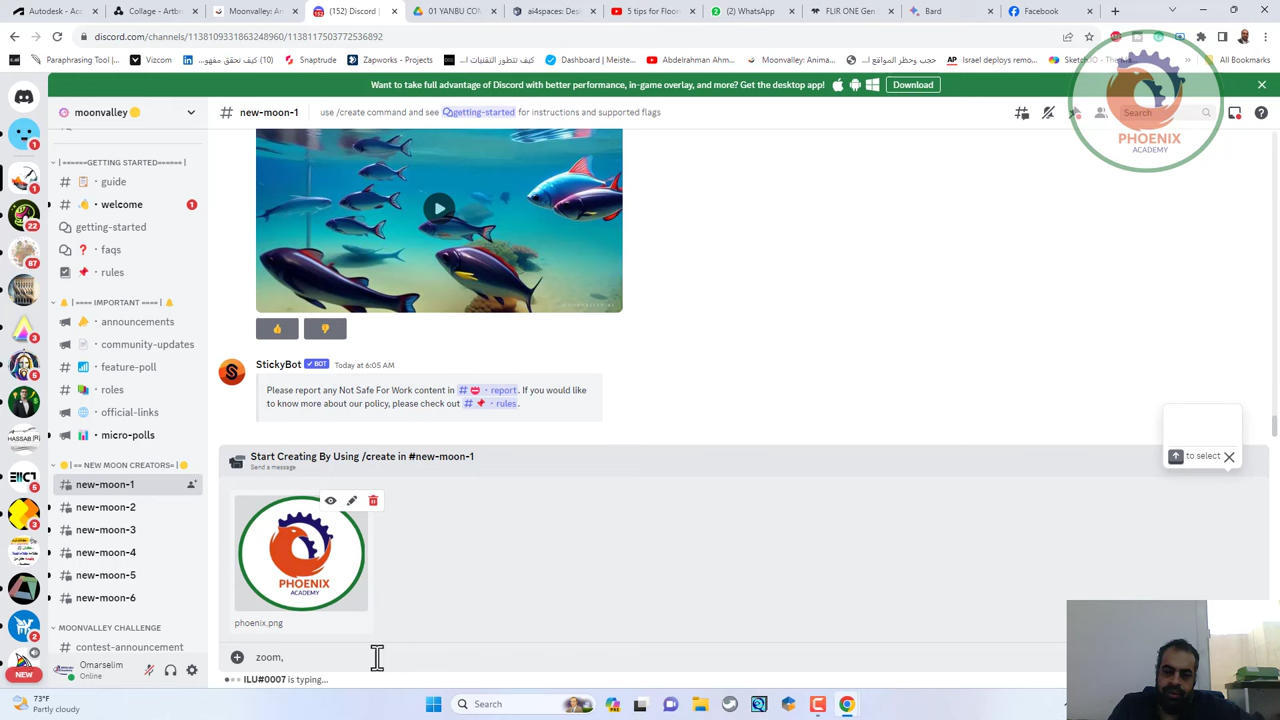 Autodesk - Acc
Collage - Artbr
Moonvalley: An
(152) Discord |
01 YANBU CON
ai4spaces: Des
5 tips for Floor
(2) WhatsApp
FLIR ONE Gen
Bard
Facebook
discord.com/channels/1138109331863248960/1138117503772536892
Paraphrasing Tool |
Vizcom
Snaptrude
Zapworks - Projects
كيف تتطور التقنيات ا
Dashboard | Meiste
Abdelrahman Ahm
Moonvalley: Anima
حجب وحظر المواقع ا
Israel deploys remo
All Bookmarks
Want to take full advantage of Discord with better performance, in-game overlay, and more? Get the desktop app!
Download
moonvalley
new-moon-1
use /create command and see getting-started for instructions and supported flags
Search
PHOENIX
ACADEMY
| ======GETTING STARTED======|
guide
welcome
1
getting-started
faqs
rules
| ==== IMPORTANT ==== |
announcements
community-updates
feature-poll
roles
official-links
micro-polls
|== NEW MOON CREATORS=|
new-moon-1
new-moon-2
new-moon-3
new-moon-4
new-moon-5
new-moon-6
MOONVALLEY CHALLENGE
contest-announcement
StickyBot
BOT
Today at 6:05 AM
Please report any Not Safe For Work content in # · report. If you would like
to know more about our policy, please check out # · rules.
to select
Start Creating By Using /create in #new-moon-1
Send a message
PHOENIX
ACADEMY
phoenix.png
zoom,
ILU#0007 is typing...
Omarselim
Online
NEW
73°F
Partly cloudy
Search